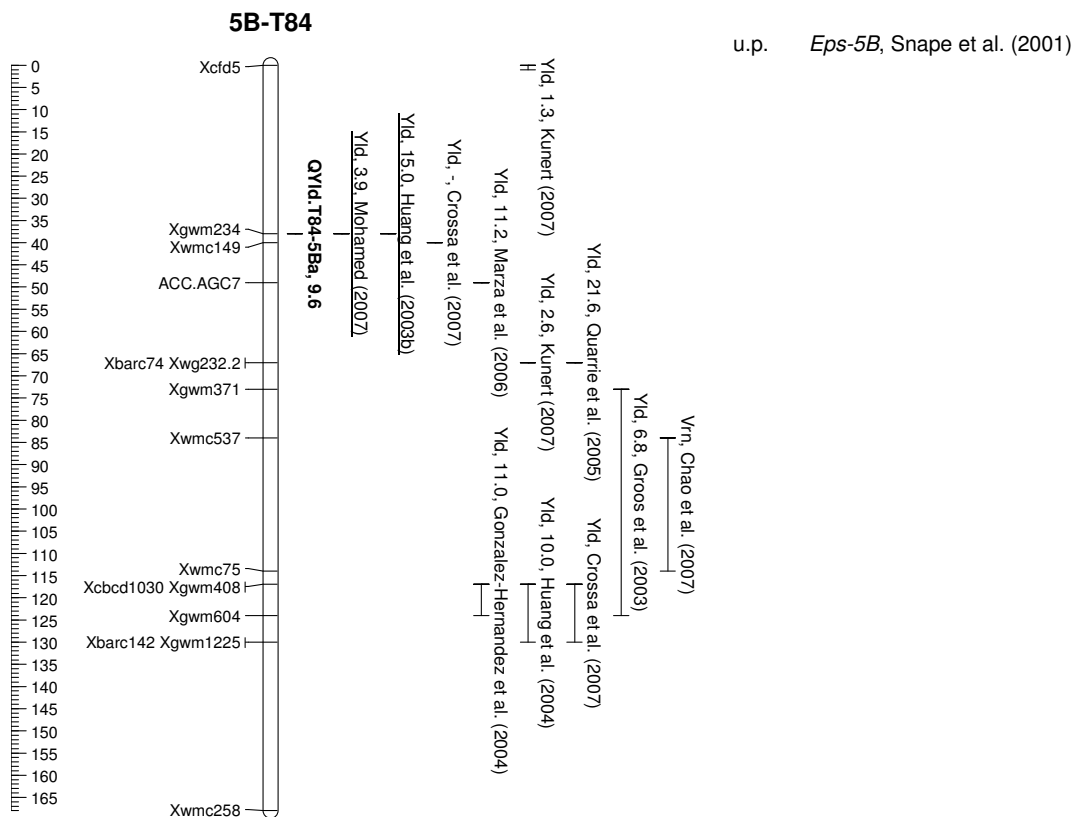 5B-T84
u.p. Eps-5B, Snape et al. (2001)
0
5
10
15
20
25
30
35
40
45
50
55
60
65
70
75
80
85
90
95
100
105
110
115
120
125
130
135
140
145
150
155
160
165
Xcfd5
Xgwm234
Xwmc149
ACC.AGC7
Xbarc74 Xwg232.2
Xgwm371
Xwmc537
Xwmc75
Xcbcd1030 Xgwm408
Xgwm604
Xbarc142 Xgwm1225
Xwmc258
QYld.T84-5Ba, 9.6
Yld, 3.9, Mohamed (2007)
Yld, 15.0, Huang et al. (2003b)
Yld, -, Crossa et al. (2007)
Yld, 11.2, Marza et al. (2006)
Yld, 11.0, Gonzalez-Hernandez et al. (2004)
Yld, 1.3, Kunert (2007)
Yld, 2.6, Kunert (2007)
Yld, 10.0, Huang et al. (2004)
Yld, 21.6, Quarrie et al. (2005)
Yld, Crossa et al. (2007)
Yld, 6.8, Groos et al. (2003)
Vrn, Chao et al. (2007)